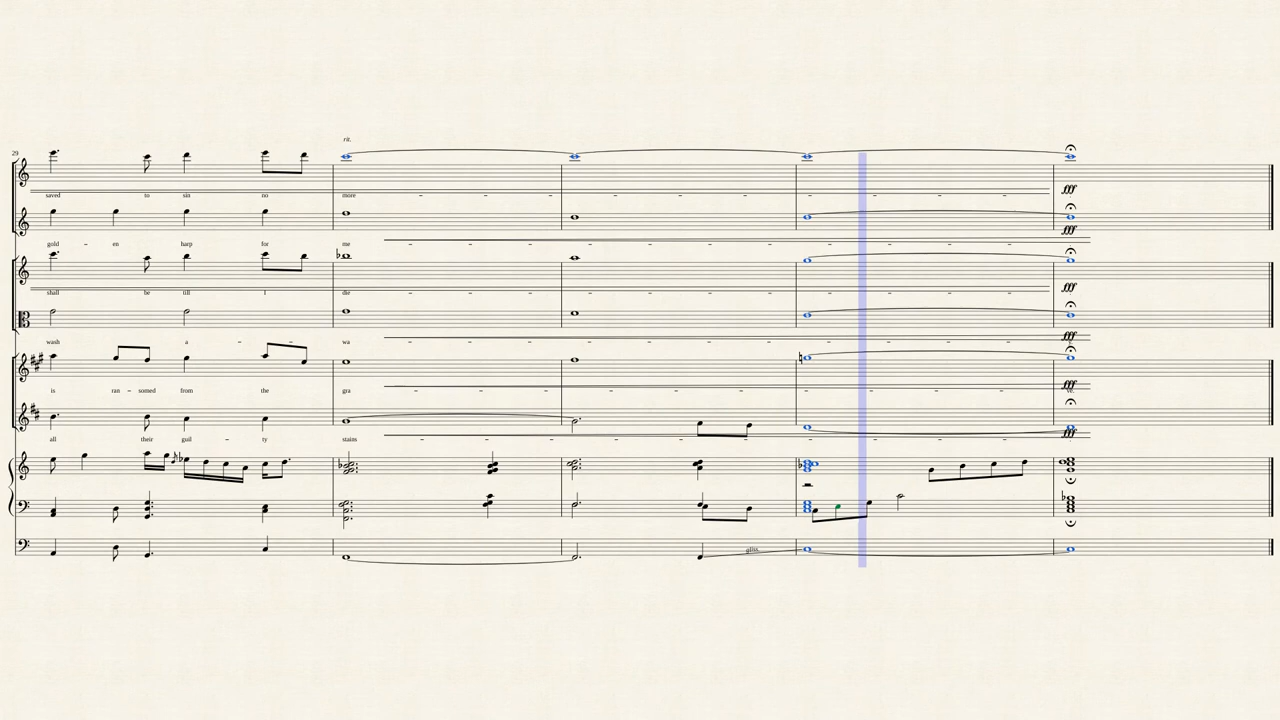 rit.
29
saved to sin no more - - - - - - - - - -
gold - en harp for me - - - - - - - - - - -
shall be till I die - - - - - - - - - -
wash a - - wa - - - - - - - - - - -
is ran - somed from the gra - - - - - - - - - - - ve.
all their guil - ty stains - - - - - - - - - - -
gliss.
fff
fff
fff
fff
fff
fff